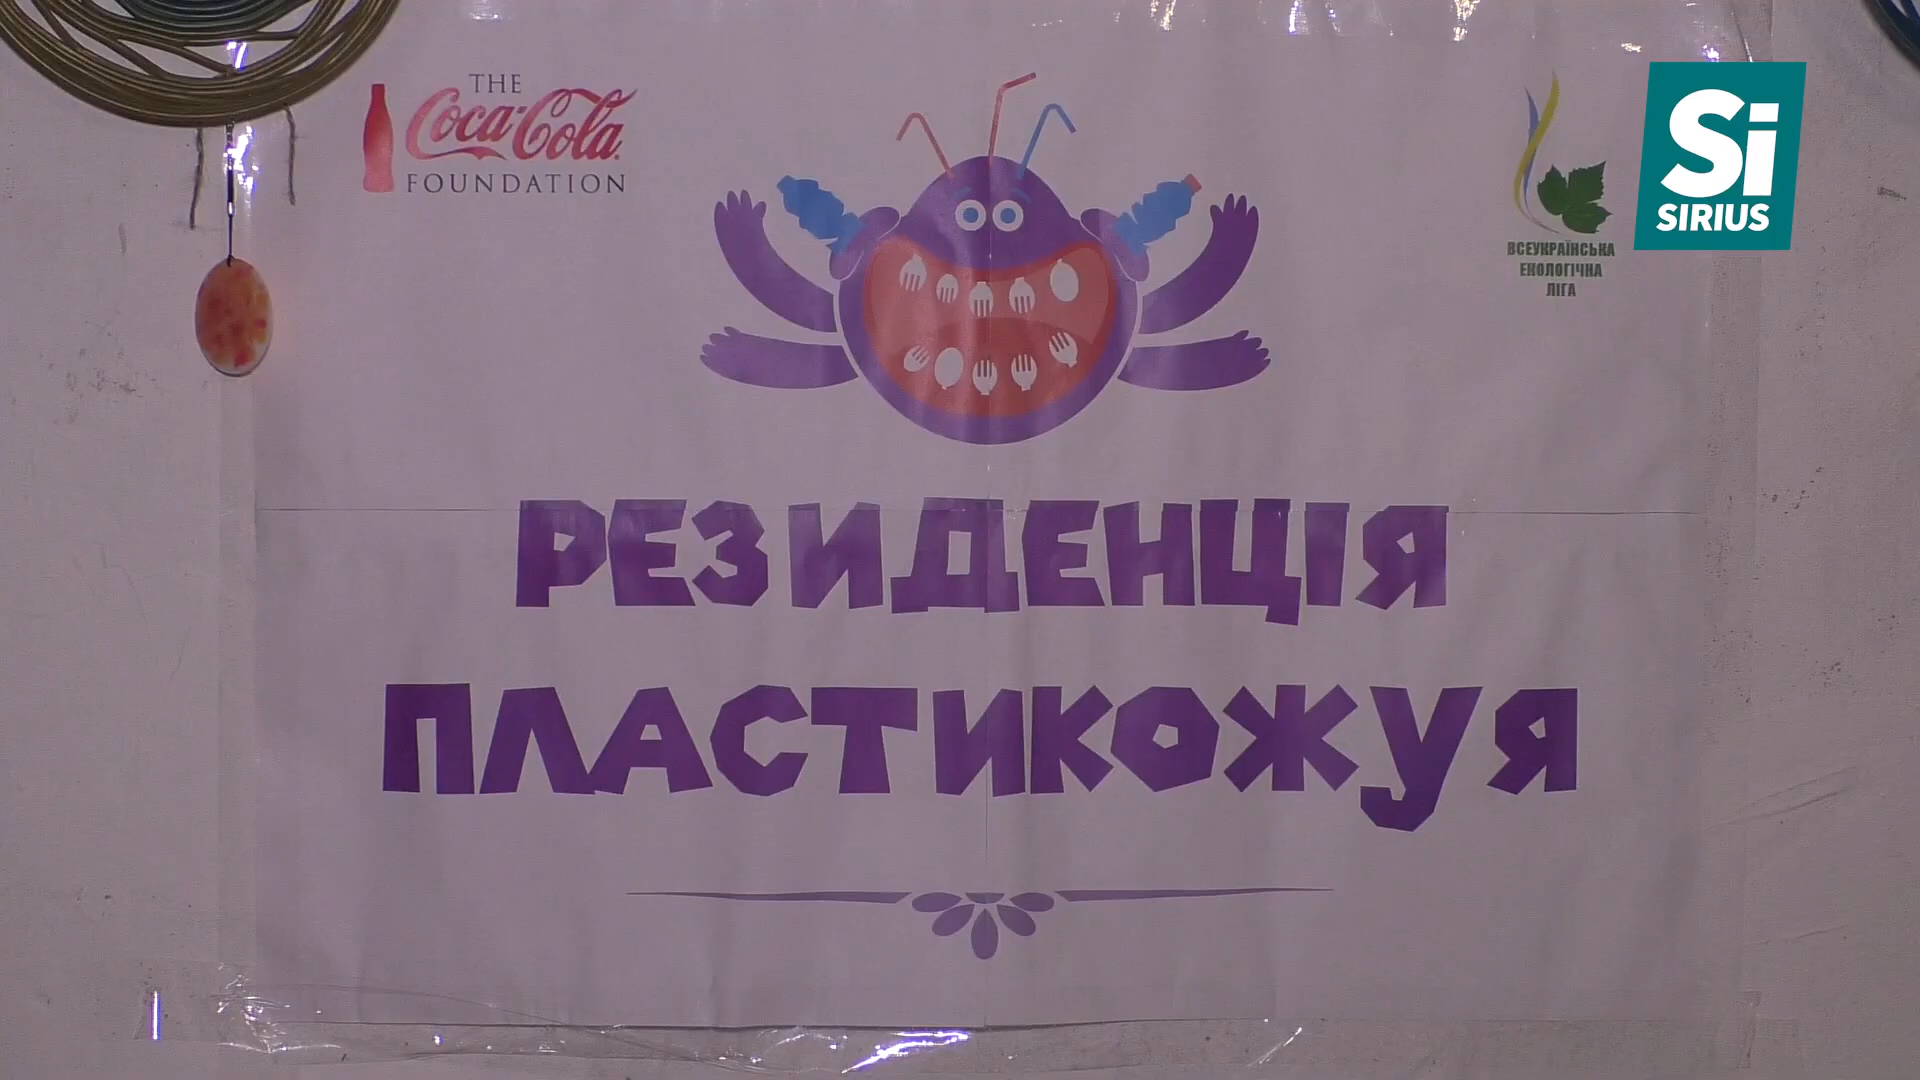 THE
Coca-Cola
FOUNDATION
ВСЕУКРАЇНСЬКА
ЕКОЛОГІЧНА
ЛІГА
Si
SIRIUS
РЕЗИДЕНЦІЯ
ПЛАСТИКОЖУЯ